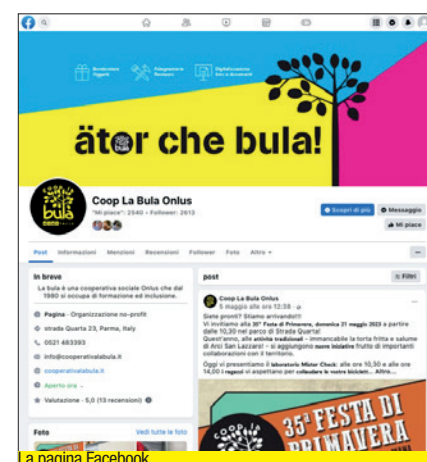 Bomboniere
Oggetti
Falegnameria
Restauro
Digitalizzazione
foto e documenti
ätor che bula!
COOP LA
bula
Coop La Bula Onlus
"Mi piace": 2540 • Follower: 2613
Scopri di più
Messaggio
Mi piace
Post Informazioni Menzioni Recensioni Follower Foto Altro
In breve
La bula è una cooperativa sociale Onlus che dal
1980 si occupa di formazione ed inclusione.
Pagina · Organizzazione no-profit
strada Quarta 23, Parma, Italy
0521 483393
info@cooperativalabula.it
cooperativalabula.it
Aperto ora
Valutazione · 5,0 (13 recensioni)
Foto
Vedi tutte le foto
post
Filtri
Coop La Bula Onlus
5 maggio alle ore 12:38
Siete pronti? Stiamo arrivando!!!
Vi invitiamo alla 35ª Festa di Primavera, domenica 21 maggio 2023 a partire
dalle 10,30 nel parco di Strada Quarta!
Quest'anno, alle attività tradizionali - immancabile la torta fritta e salume
di Arci San Lazzaro! - si aggiungono nuove iniziative frutto di importanti
collaborazioni con il territorio.
Oggi vi presentiamo il laboratorio Mister Check: alle ore 10,30 e alle ore
14,00 i ragazzi vi aspettano per collaudare le vostre biciclett... Altro...
35ª FESTA DI
PRIMAVERA
La pagina Facebook